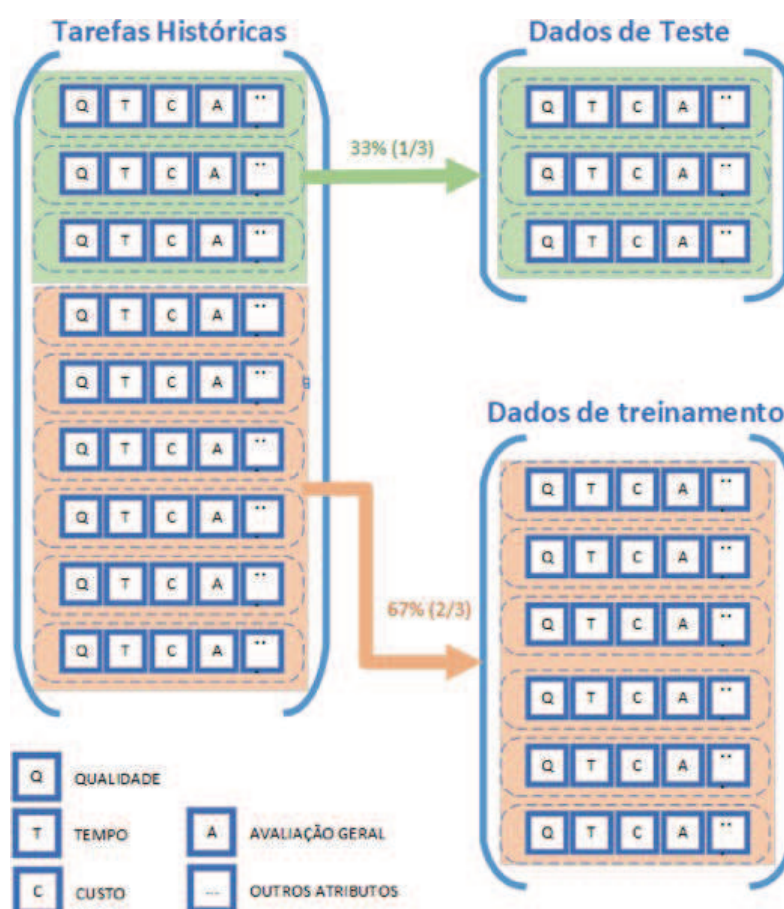 Tarefas Históricas
Q T C A ...
Q T C A ...
Q T C A ...
Q T C A ...
Q T C A ...
Q T C A ...
Q T C A ...
Q T C A ...
Q T C A ...
33% (1/3)
Dados de Teste
Q T C A ...
Q T C A ...
Q T C A ...
67% (2/3)
Dados de treinamento
Q T C A ...
Q T C A ...
Q T C A ...
Q T C A ...
Q T C A ...
Q T C A ...
Q QUALIDADE
T TEMPO
A AVALIAÇÃO GERAL
C CUSTO
... OUTROS ATRIBUTOS